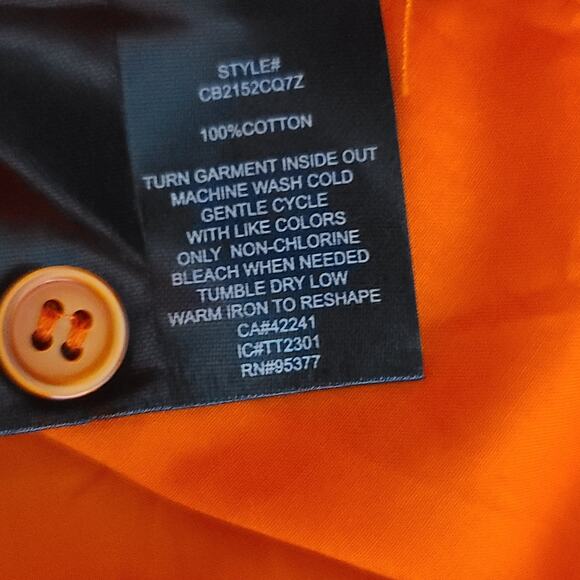 STYLE#
CB2152CQ7Z
100%COTTON
TURN GARMENT INSIDE OUT
MACHINE WASH COLD
GENTLE CYCLE
WITH LIKE COLORS
ONLY NON-CHLORINE
BLEACH WHEN NEEDED
TUMBLE DRY LOW
WARM IRON TO RESHAPE
CA#42241
IC#TT2301
RN#95377